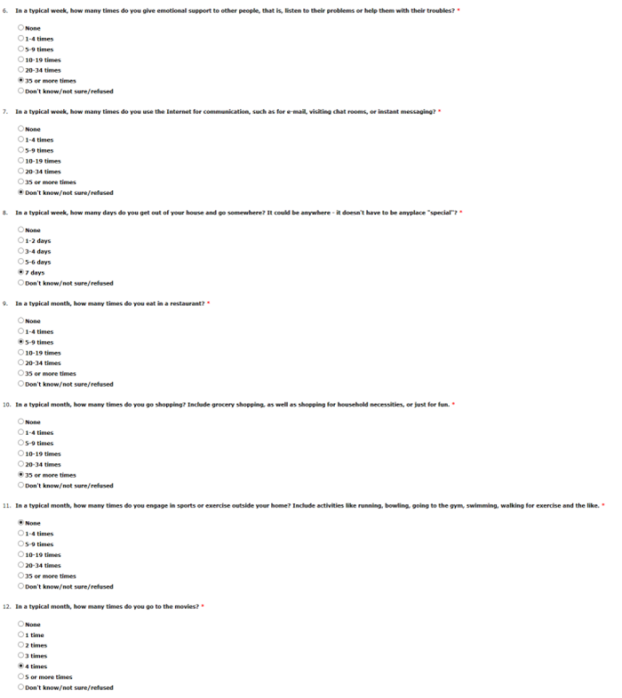 6. In a typical week, how many times do you give emotional support to other people, that is, listen to their problems or help them with their troubles? *
None
1-4 times
5-9 times
10-19 times
20-34 times
35 or more times
Don't know/not sure/refused
7. In a typical week, how many times do you use the Internet for communication, such as for e-mail, visiting chat rooms, or instant messaging? *
None
1-4 times
5-9 times
10-19 times
20-34 times
35 or more times
Don't know/not sure/refused
8. In a typical week, how many days do you get out of your house and go somewhere? It could be anywhere - it doesn't have to be anyplace "special"? *
None
1-2 days
3-4 days
5-6 days
7 days
Don't know/not sure/refused
9. In a typical month, how many times do you eat in a restaurant? *
None
1-4 times
5-9 times
10-19 times
20-34 times
35 or more times
Don't know/not sure/refused
10. In a typical month, how many times do you go shopping? Include grocery shopping, as well as shopping for household necessities, or just for fun. *
None
1-4 times
5-9 times
10-19 times
20-34 times
35 or more times
Don't know/not sure/refused
11. In a typical month, how many times do you engage in sports or exercise outside your home? Include activities like running, bowling, going to the gym, swimming, walking for exercise and the like. *
None
1-4 times
5-9 times
10-19 times
20-34 times
35 or more times
Don't know/not sure/refused
12. In a typical month, how many times do you go to the movies? *
None
1 time
2 times
3 times
4 times
5 or more times
Don't know/not sure/refused